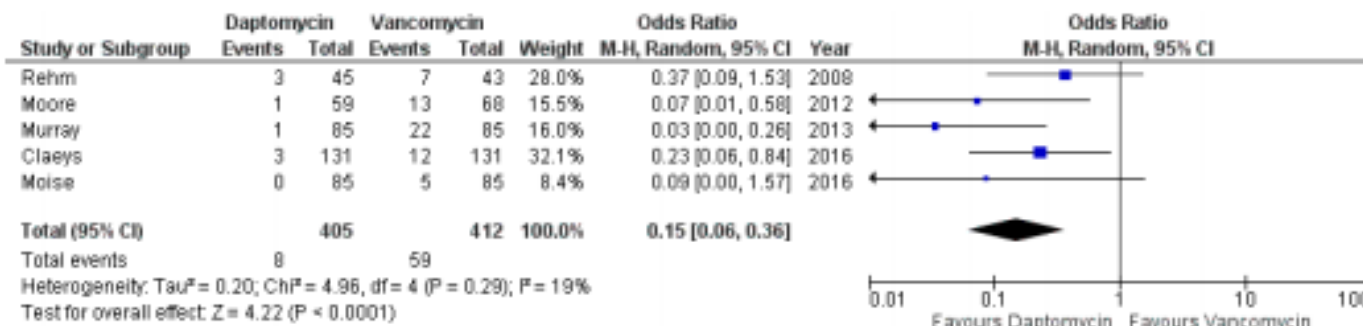 Daptomycin Vancomycin Odds Ratio Odds Ratio
Study or Subgroup Events Total Events Total Weight M-H, Random, 95% CI Year M-H, Random, 95% CI
Rehm 3 45 7 43 28.0% 0.37 [0.09, 1.53] 2008
Moore 1 59 13 68 15.5% 0.07 [0.01, 0.58] 2012
Murray 1 85 22 85 16.0% 0.03 [0.00, 0.26] 2013
Claeys 3 131 12 131 32.1% 0.23 [0.06, 0.84] 2016
Moise 0 85 5 85 8.4% 0.09 [0.00, 1.57] 2016
Total (95% CI) 405 412 100.0% 0.15 [0.06, 0.36]
Total events 8 59
Heterogeneity: Tau² = 0.20; Chi² = 4.96, df = 4 (P = 0.29); I² = 19%
Test for overall effect: Z = 4.22 (P < 0.0001)
0.01 0.1 1 10 100
Favours Daptomycin Favours Vancomycin